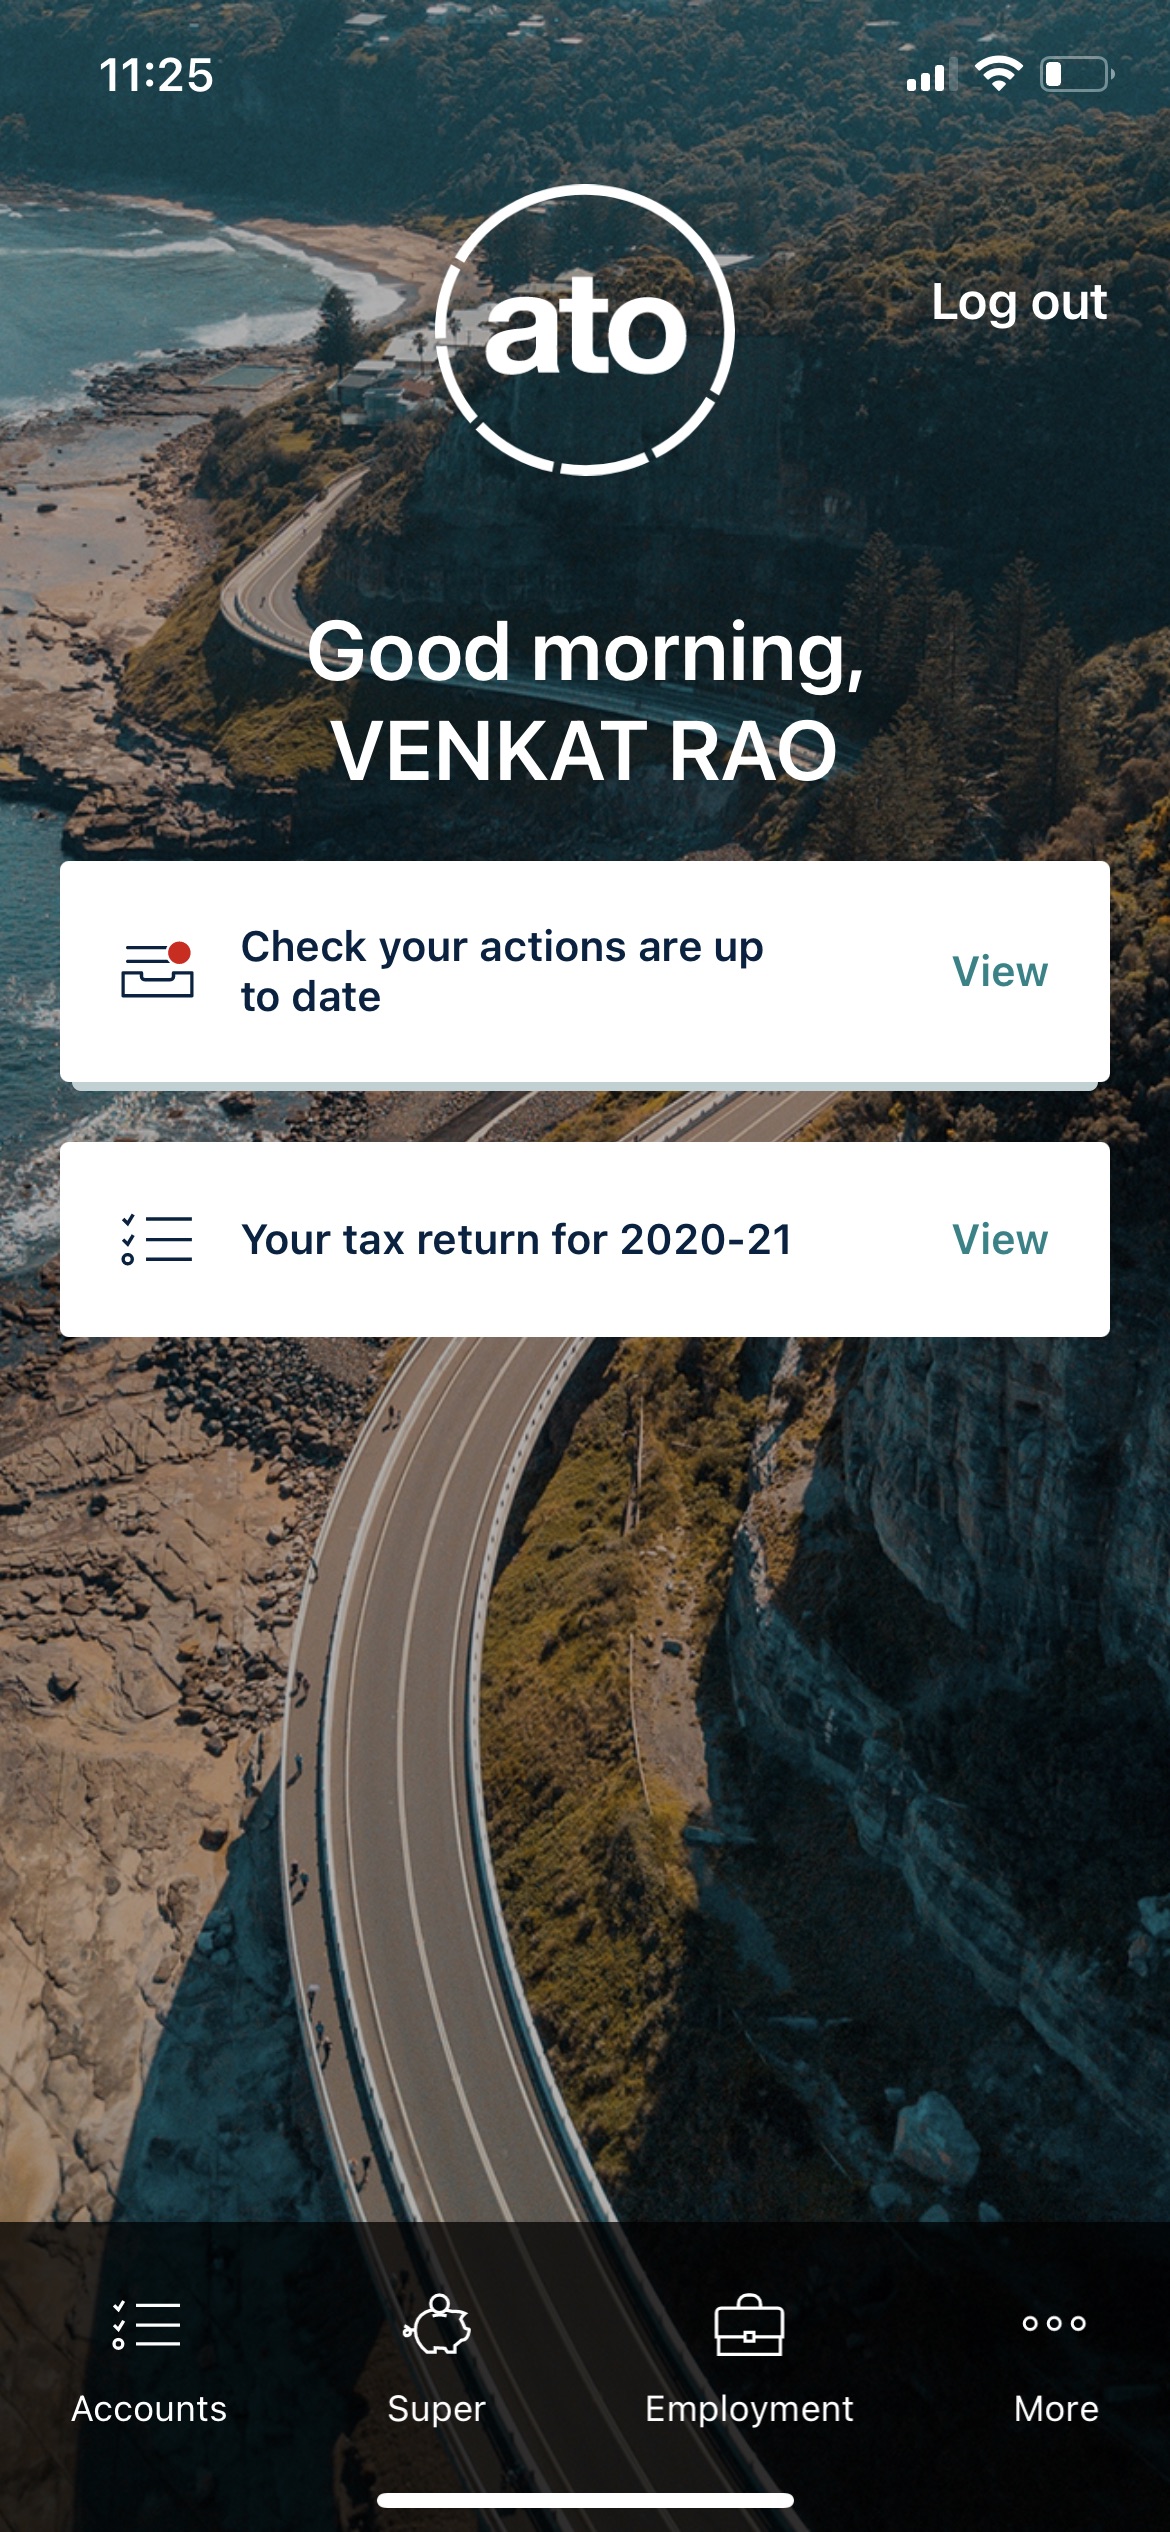 11:25
ato
Log out
Good morning,
VENKAT RAO
Check your actions are up
to date
View
Your tax return for 2020-21
View
Accounts
Super
Employment
More